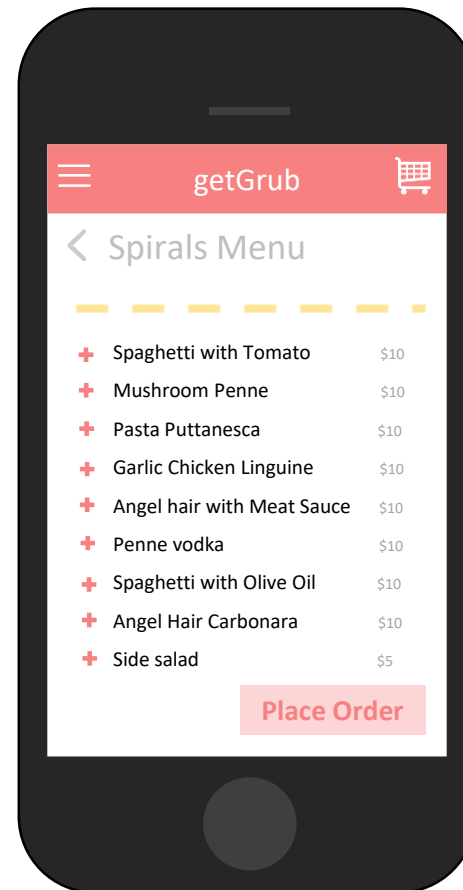 getGrub
Spirals Menu
Spaghetti with Tomato $10
Mushroom Penne $10
Pasta Puttanesca $10
Garlic Chicken Linguine $10
Angel hair with Meat Sauce $10
Penne vodka $10
Spaghetti with Olive Oil $10
Angel Hair Carbonara $10
Side salad $5
Place Order